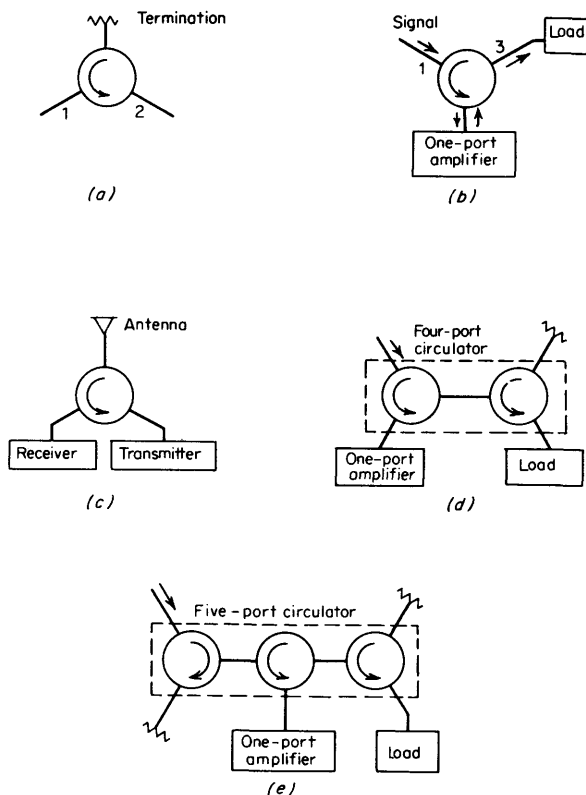 Termination
1
2
(a)
Signal
1
3
Load
One-port
amplifier
(b)
Antenna
Receiver
Transmitter
(c)
Four-port
circulator
One-port
amplifier
Load
(d)
Five-port circulator
One-port
amplifier
Load
(e)